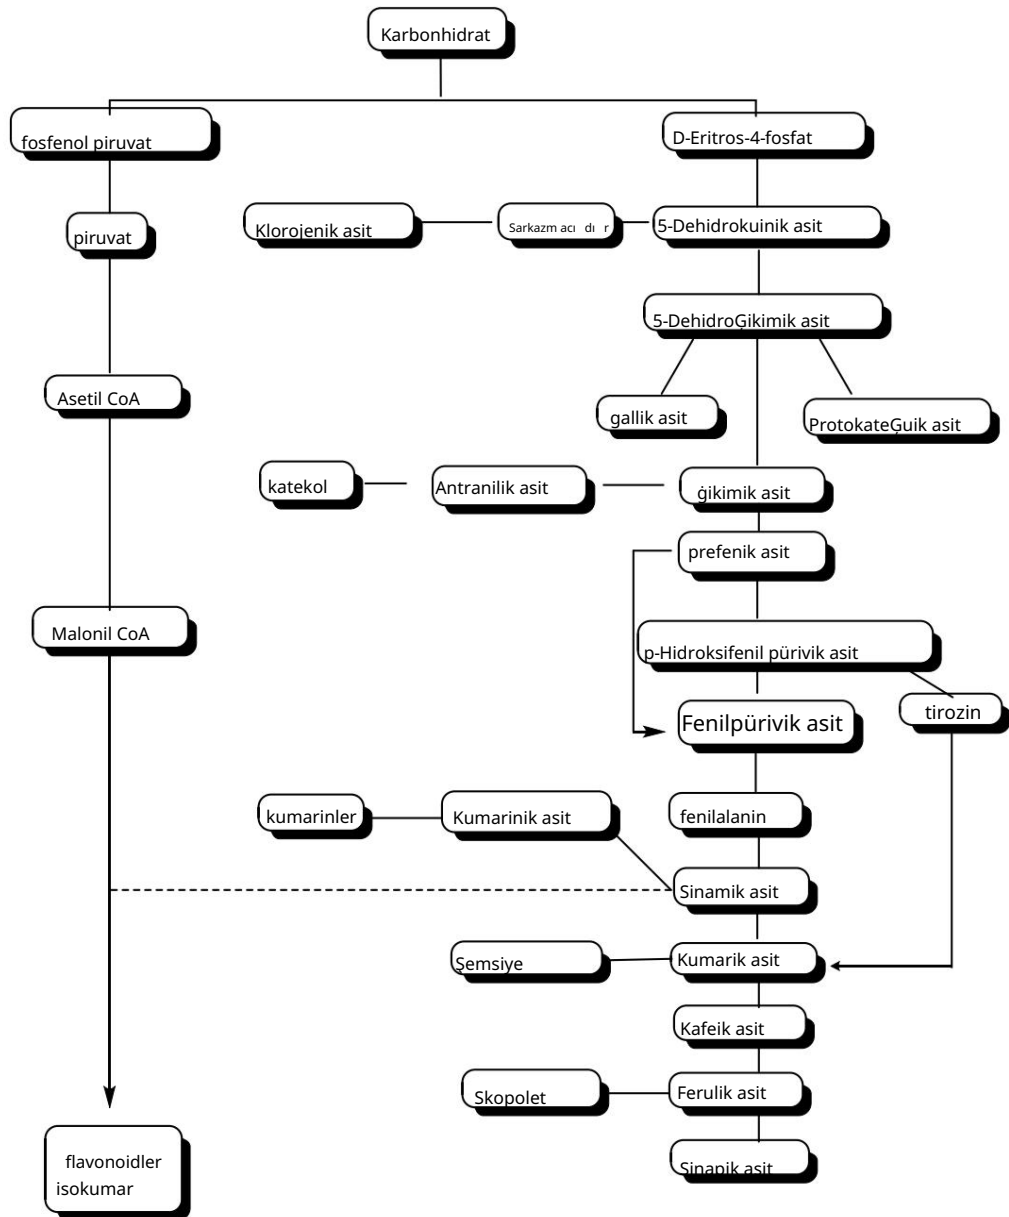 Karbonhidrat
fosfenol piruvat
D-Eritros-4-fosfat
piruvat
Klorojenik asit
Sarkazm acı dı r
5-Dehidrokuinik asit
5-DehidroĢikimik asit
Asetil CoA
gallik asit
ProtokateĢuik asit
katekol
Antranilik asit
ġikimik asit
prefenik asit
Malonil CoA
p-Hidroksifenil pürivik asit
tirozin
Fenilpürivik asit
kumarinler
Kumarinik asit
fenilalanin
Sinamik asit
Şemsiye
Kumarik asit
Kafeik asit
Skopolet
Ferulik asit
flavonoidler
isokumar
Sinapik asit